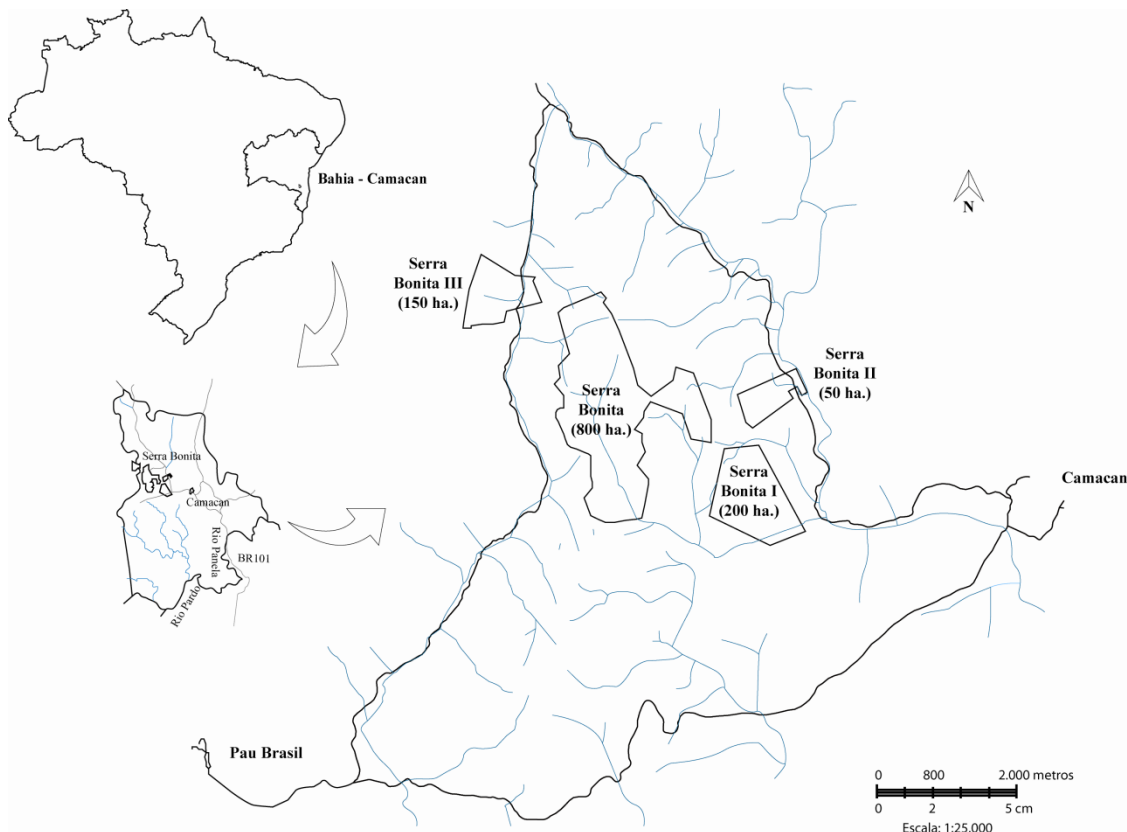 Bahia - Camacan
N
Serra
Bonita III
(150 ha.)
Serra
Bonita II
(50 ha.)
Serra
Bonita
(800 ha.)
Serra
Bonita I
(200 ha.)
Camacan
Serra Bonita
Camacan
Rio Panela
BR101
Rio Pardo
Pau Brasil
0 800 2.000 metros
0 2 5 cm
Escala: 1:25.000